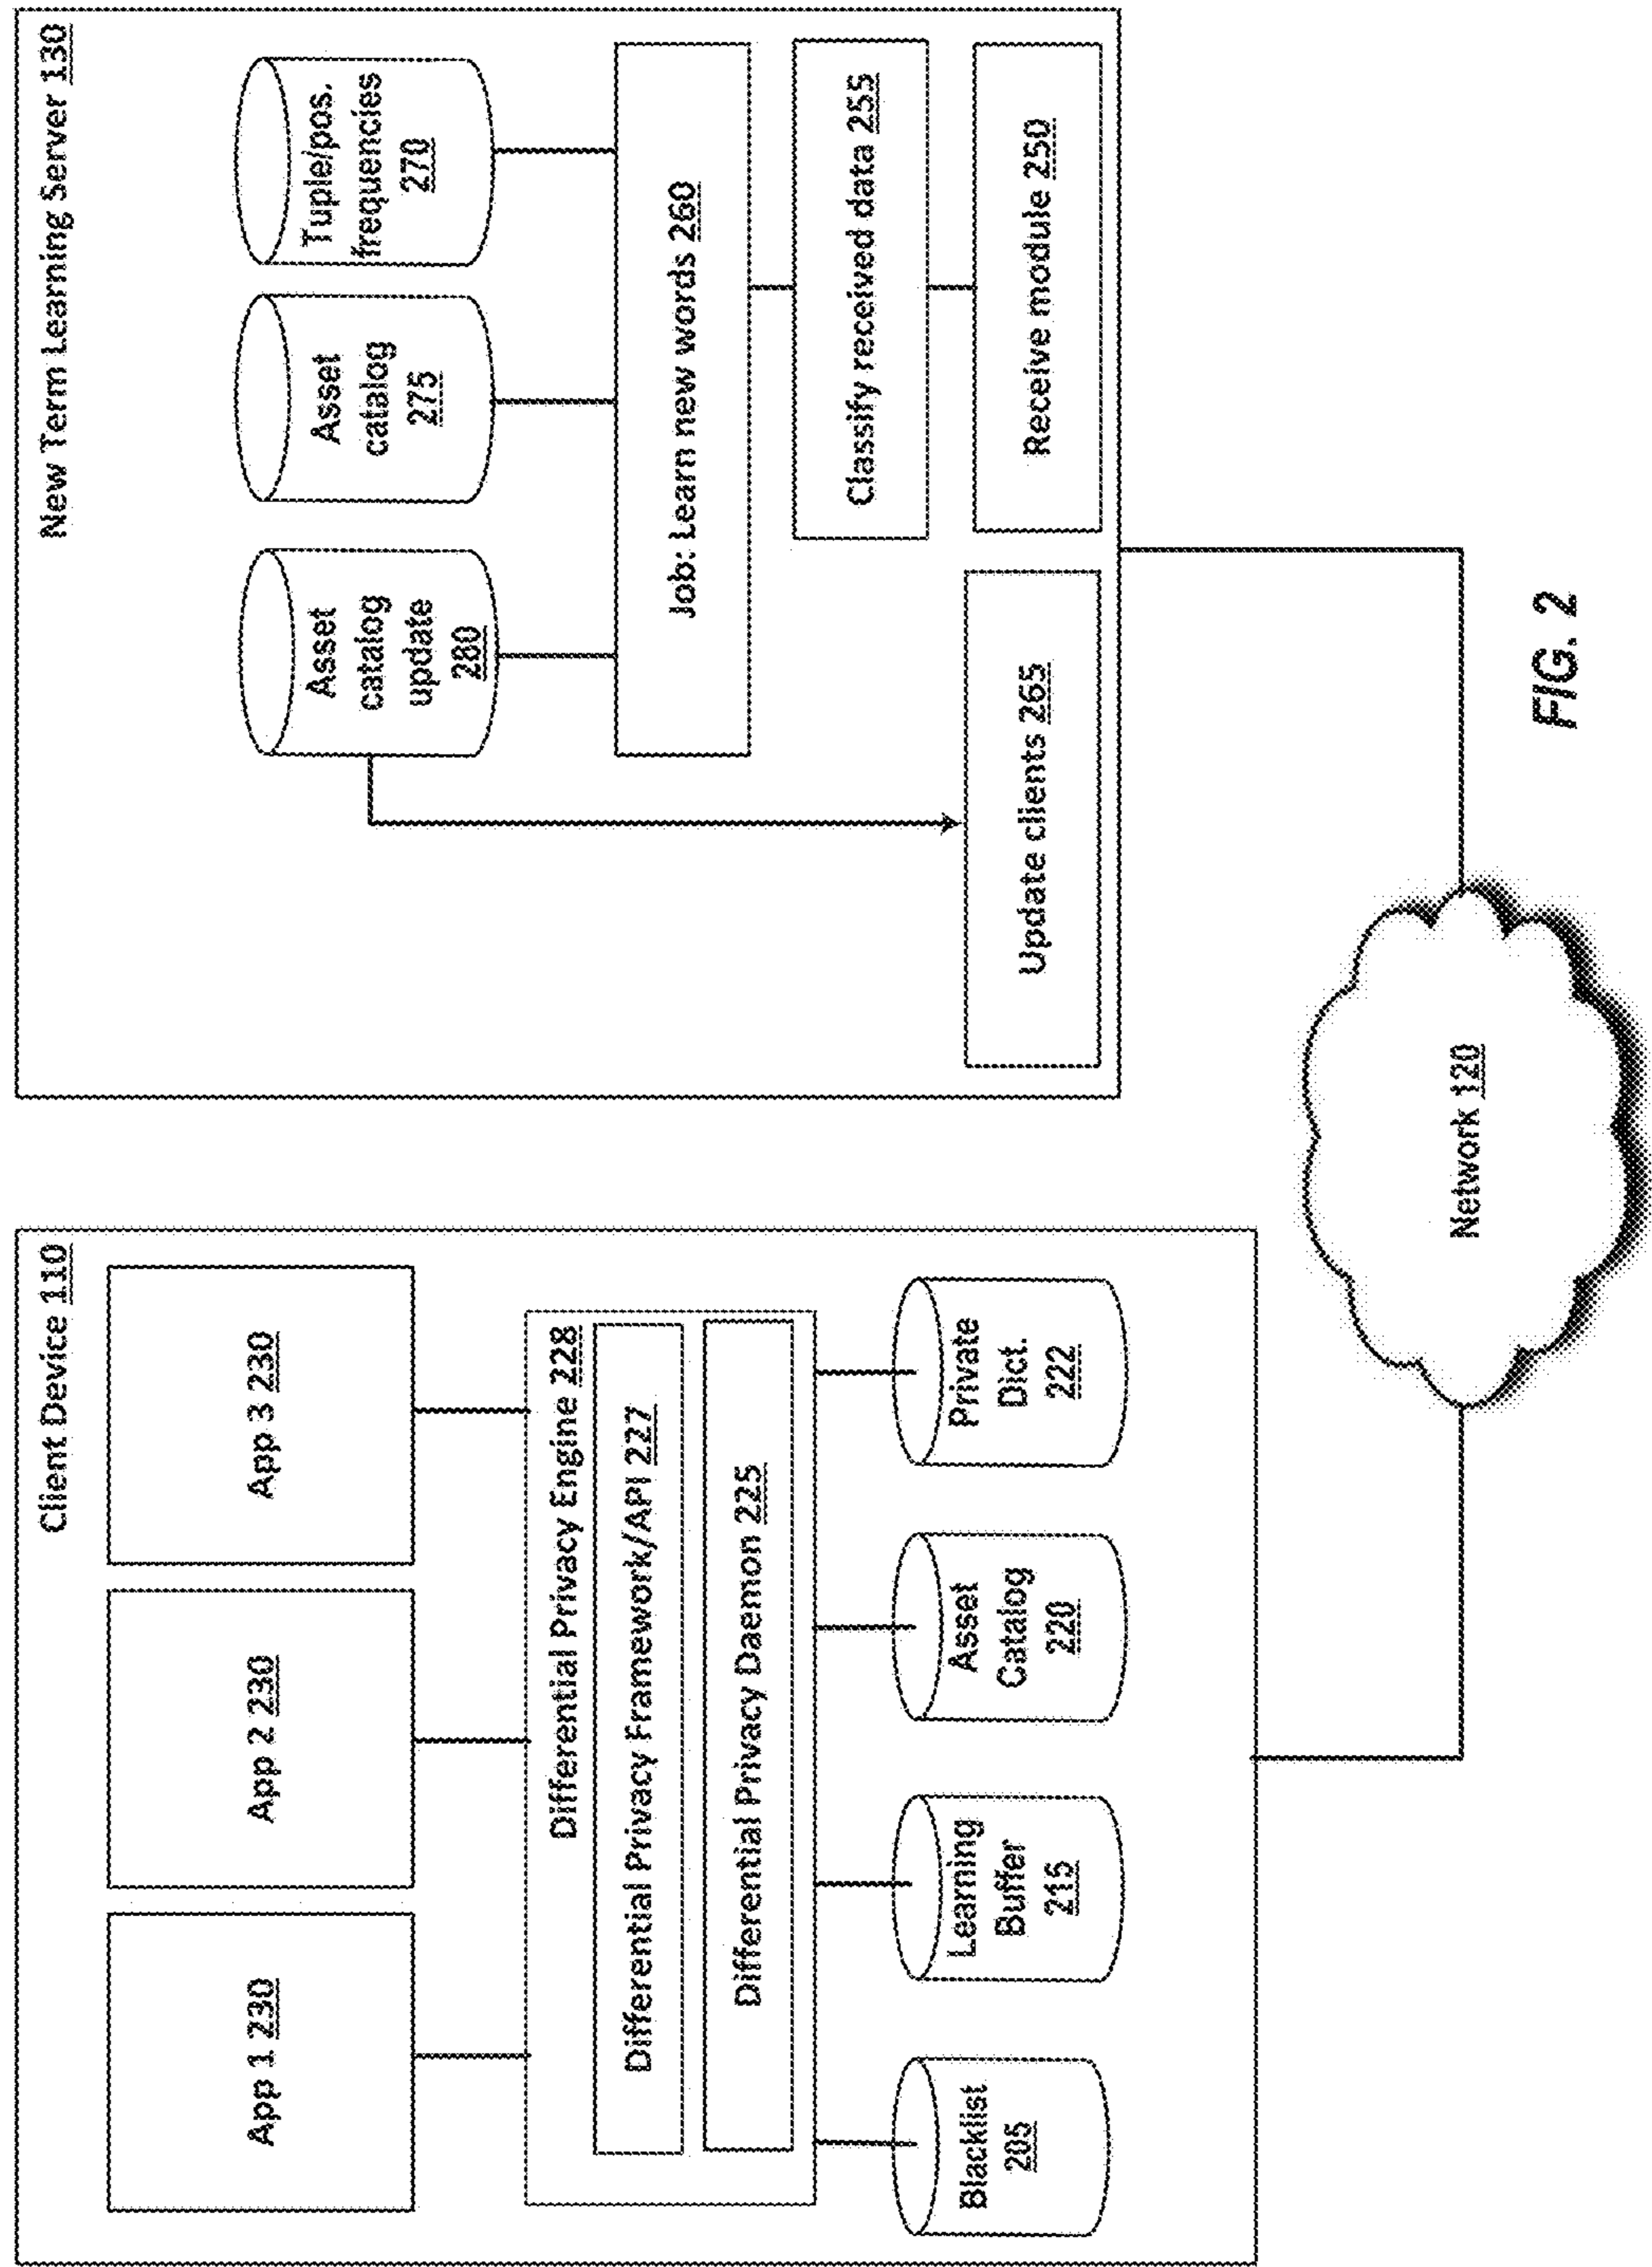 Client Device 110
App 1 230
App 2 230
App 3 230
Differential Privacy Engine 228
Differential Privacy Framework/API 227
Differential Privacy Daemon 225
Blacklist
205
Learning
Buffer
215
Asset
Catalog
220
Private
Dict.
222
New Term Learning Server 130
Asset
catalog
update
280
Asset
catalog
275
Tuple/pos.
frequencies
270
Job: Learn new words 260
Classify received data 255
Update clients 265
Receive module 250
Network 120
FIG. 2